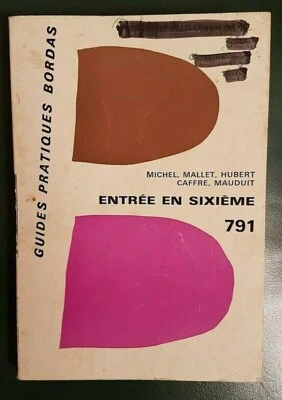 GUIDES PRATIQUES BORDAS
MICHEL, MALLET, HUBERT
CAFFRE, MAUDUIT
ENTRÉE EN SIXIÈME
791